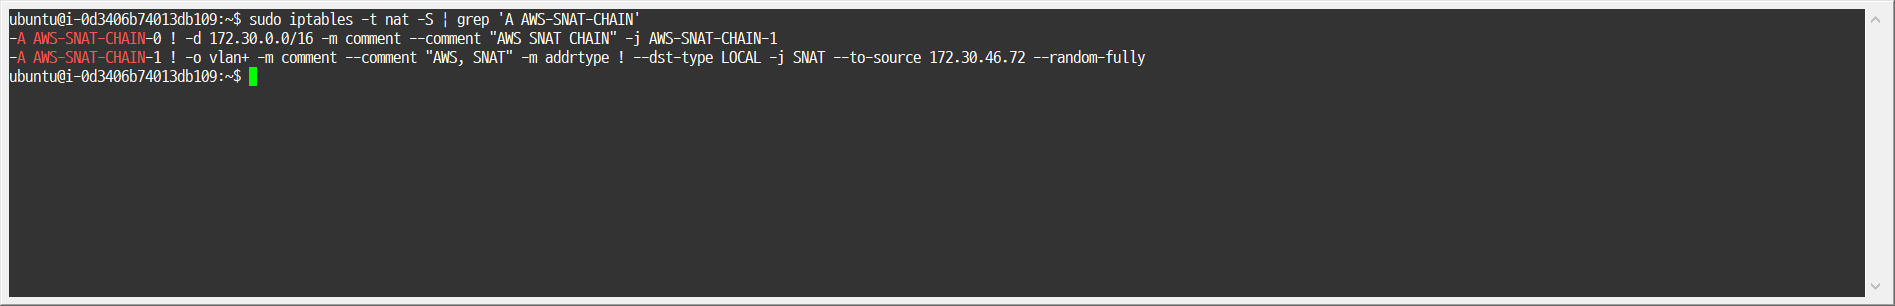 ubuntu@i-0d3406b74013db109:~$ sudo iptables -t nat -S | grep 'A AWS-SNAT-CHAIN'
-A AWS-SNAT-CHAIN-0 ! -d 172.30.0.0/16 -m comment --comment "AWS SNAT CHAIN" -j AWS-SNAT-CHAIN-1
-A AWS-SNAT-CHAIN-1 ! -o vlan+ -m comment --comment "AWS, SNAT" -m addrtype ! --dst-type LOCAL -j SNAT --to-source 172.30.46.72 --random-fully
ubuntu@i-0d3406b74013db109:~$